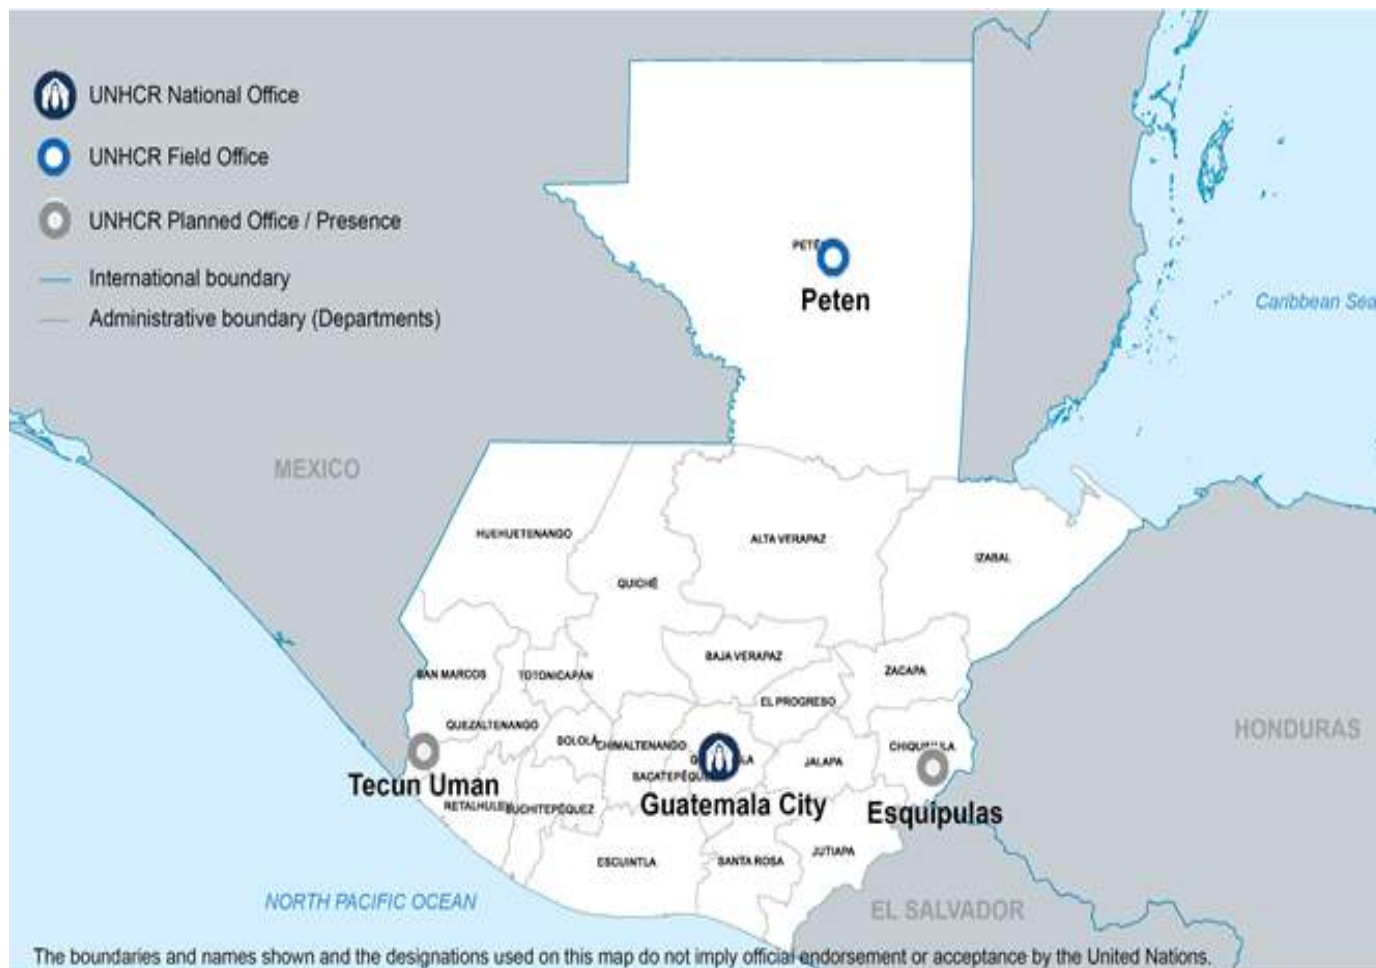 UNHCR National Office
UNHCR Field Office
UNHCR Planned Office / Presence
International boundary
Administrative boundary (Departments)
Peten
Caribbean Sea
MEXICO
HUEHUETENANGO
ALTA VERAPAZ
IZABAL
QUICHÉ
BAJA VERAPAZ
ZACAPA
SAN MARCOS
TOTONICAPÁN
EL PROGRESO
QUEZALTENANGO
SOLOLÁ
CHIMALTENANGO
HONDURAS
JALAPA
Tecun Uman
Guatemala City
Esquipulas
ESCUINTLA
SANTA ROSA
JUTIAPA
NORTH PACIFIC OCEAN
EL SALVADOR
The boundaries and names shown and the designations used on this map do not imply official endorsement or acceptance by the United Nations.